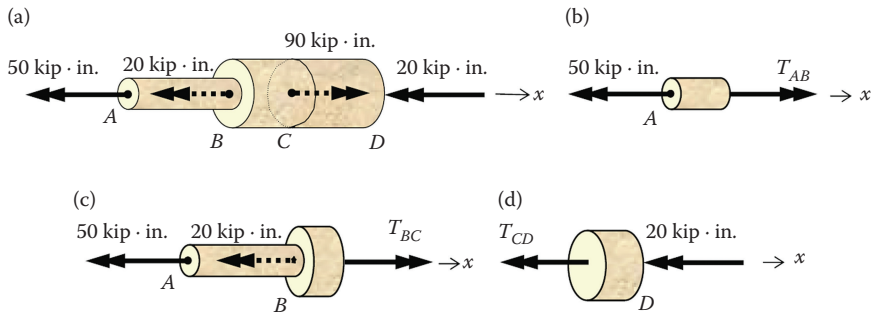 (a)
50 kip · in.
20 kip · in.
90 kip · in.
20 kip · in.
x
A
B
C
D
(b)
50 kip · in.
T_AB
x
A
(c)
50 kip · in.
20 kip · in.
T_BC
x
A
B
(d)
T_CD
20 kip · in.
x
D